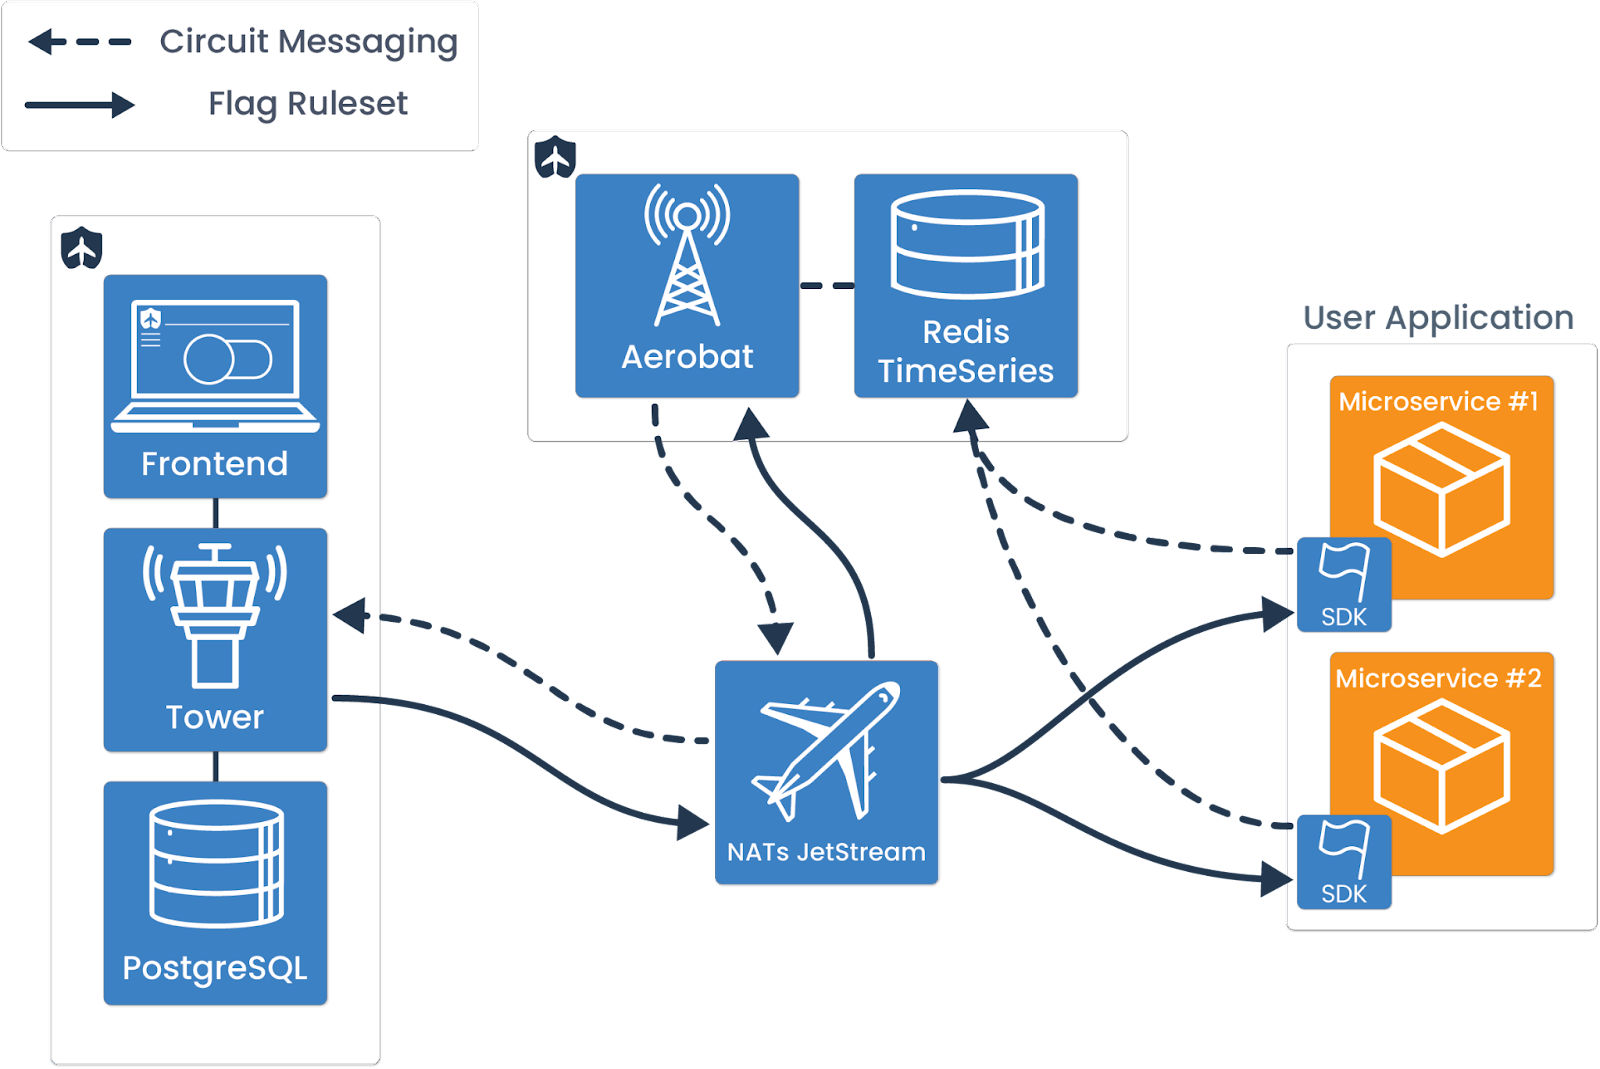 Circuit Messaging
Flag Ruleset
Frontend
Tower
PostgreSQL
Aerobat
Redis
TimeSeries
NATs JetStream
User Application
Microservice #1
SDK
Microservice #2
SDK